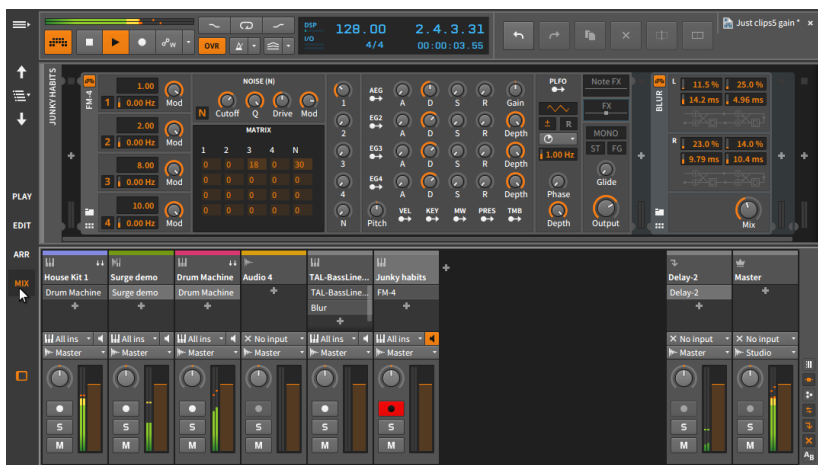 DSP
I/O
128.00
4/4
2.4.3.31
00:00:03.55
Just clips5 gain* ×
OVR
W
JUNKY HABITS
FM-4
1.00
1 0.00 Hz Mod
2.00
2 0.00 Hz Mod
8.00
3 0.00 Hz Mod
10.00
4 0.00 Hz Mod
NOISE (N)
N Cutoff Q Drive Mod
MATRIX
1 2 3 4 N
0 0 18 0 30
0 0 0 0 0
0 0 0 0 0
0 0 0 0 0
1
2
3
4
N
AEG A D S R Gain
EG2 A D S R Depth
EG3 A D S R Depth
EG4 A D S R Depth
Pitch
VEL KEY MW PRES TMB
PLFO
± R
1.00 Hz
Phase
Depth
Note FX
FX
MONO
ST FG
Glide
Output
BLUR
L 11.5 % 25.0 %
14.2 ms 4.96 ms
R 23.0 % 14.0 %
9.79 ms 10.4 ms
Mix
PLAY
EDIT
ARR
MIX
House Kit 1 Surge demo Drum Machine Audio 4 TAL-BassLine... Junky habits Delay-2 Master
Drum Machine Surge demo Drum Machine TAL-BassLine... FM-4 Delay-2
Blur
All ins All ins All ins No input All ins All ins No input No input
Master Master Master Master Master Master Master Studio
S S S S S S S S
M M M M M M M M
AB